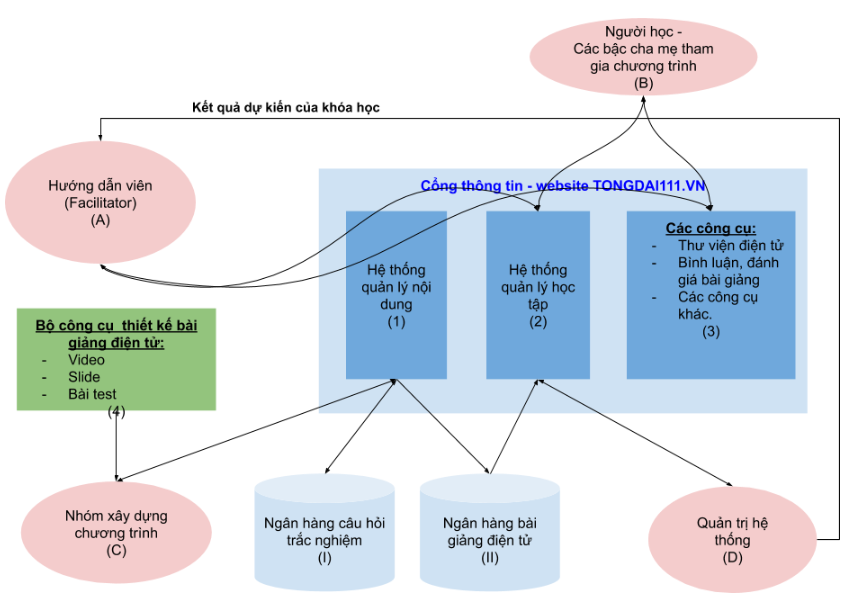 Người học -
Các bậc cha mẹ tham
gia chương trình
(B)
Kết quả dự kiến của khóa học
Hướng dẫn viên
(Facilitator)
(A)
Cổng thông tin - website TONGDAI111.VN
Hệ thống
quản lý nội
dung
(1)
Hệ thống
quản lý học
tập
(2)
Các công cụ:
- Thư viện điện tử
- Bình luận, đánh
giá bài giảng
- Các công cụ
khác.
(3)
Bộ công cụ thiết kế bài
giảng điện tử:
- Video
- Slide
- Bài test
(4)
Nhóm xây dựng
chương trình
(C)
Ngân hàng câu hỏi
trắc nghiệm
(I)
Ngân hàng bài
giảng điện tử
(II)
Quản trị hệ
thống
(D)